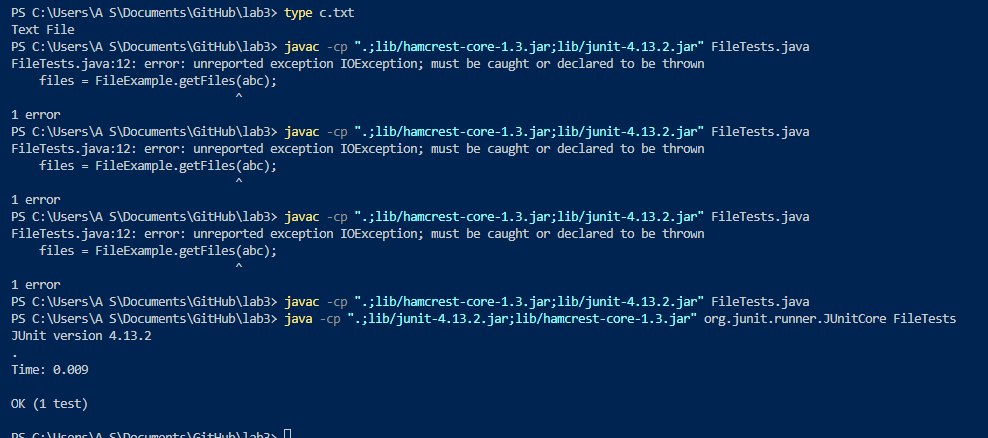 PS C:\Users\A S\Documents\GitHub\lab3> type c.txt
Text File
PS C:\Users\A S\Documents\GitHub\lab3> javac -cp ".;lib/hamcrest-core-1.3.jar;lib/junit-4.13.2.jar" FileTests.java
FileTests.java:12: error: unreported exception IOException; must be caught or declared to be thrown
    files = FileExample.getFiles(abc);
                                ^
1 error
PS C:\Users\A S\Documents\GitHub\lab3> javac -cp ".;lib/hamcrest-core-1.3.jar;lib/junit-4.13.2.jar" FileTests.java
FileTests.java:12: error: unreported exception IOException; must be caught or declared to be thrown
    files = FileExample.getFiles(abc);
                                ^
1 error
PS C:\Users\A S\Documents\GitHub\lab3> javac -cp ".;lib/hamcrest-core-1.3.jar;lib/junit-4.13.2.jar" FileTests.java
FileTests.java:12: error: unreported exception IOException; must be caught or declared to be thrown
    files = FileExample.getFiles(abc);
                                ^
1 error
PS C:\Users\A S\Documents\GitHub\lab3> javac -cp ".;lib/hamcrest-core-1.3.jar;lib/junit-4.13.2.jar" FileTests.java
PS C:\Users\A S\Documents\GitHub\lab3> java -cp ".;lib/junit-4.13.2.jar;lib/hamcrest-core-1.3.jar" org.junit.runner.JUnitCore FileTests
JUnit version 4.13.2
.
Time: 0.009
OK (1 test)
PS C:\Users\A S\Documents\GitHub\lab3>